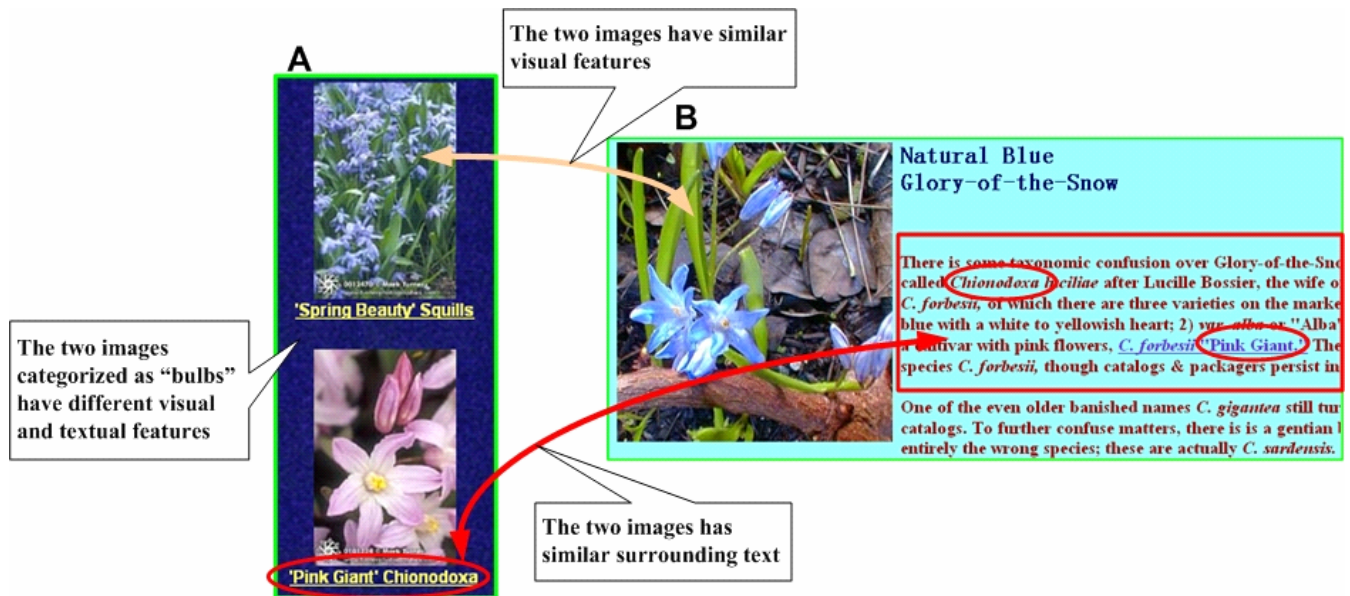 The two images have similar
visual features
A
B
'Spring Beauty' Squills
The two images
categorized as “bulbs”
have different visual
and textual features
'Pink Giant' Chionodoxa
Natural Blue
Glory-of-the-Snow
There is some taxonomic confusion over Glory-of-the-Sno
called Chionodoxa luciliae after Lucille Bossier, the wife o
C. forbesii, of which there are three varieties on the marke
blue with a white to yellowish heart; 2) var. alba or "Alba"
a cultivar with pink flowers, C. forbesii "Pink Giant." The
species C. forbesii, though catalogs & packagers persist in
One of the even older banished names C. gigantea still tur
catalogs. To further confuse matters, there is is a gentian
entirely the wrong species; these are actually C. sardensis.
The two images has
similar surrounding text